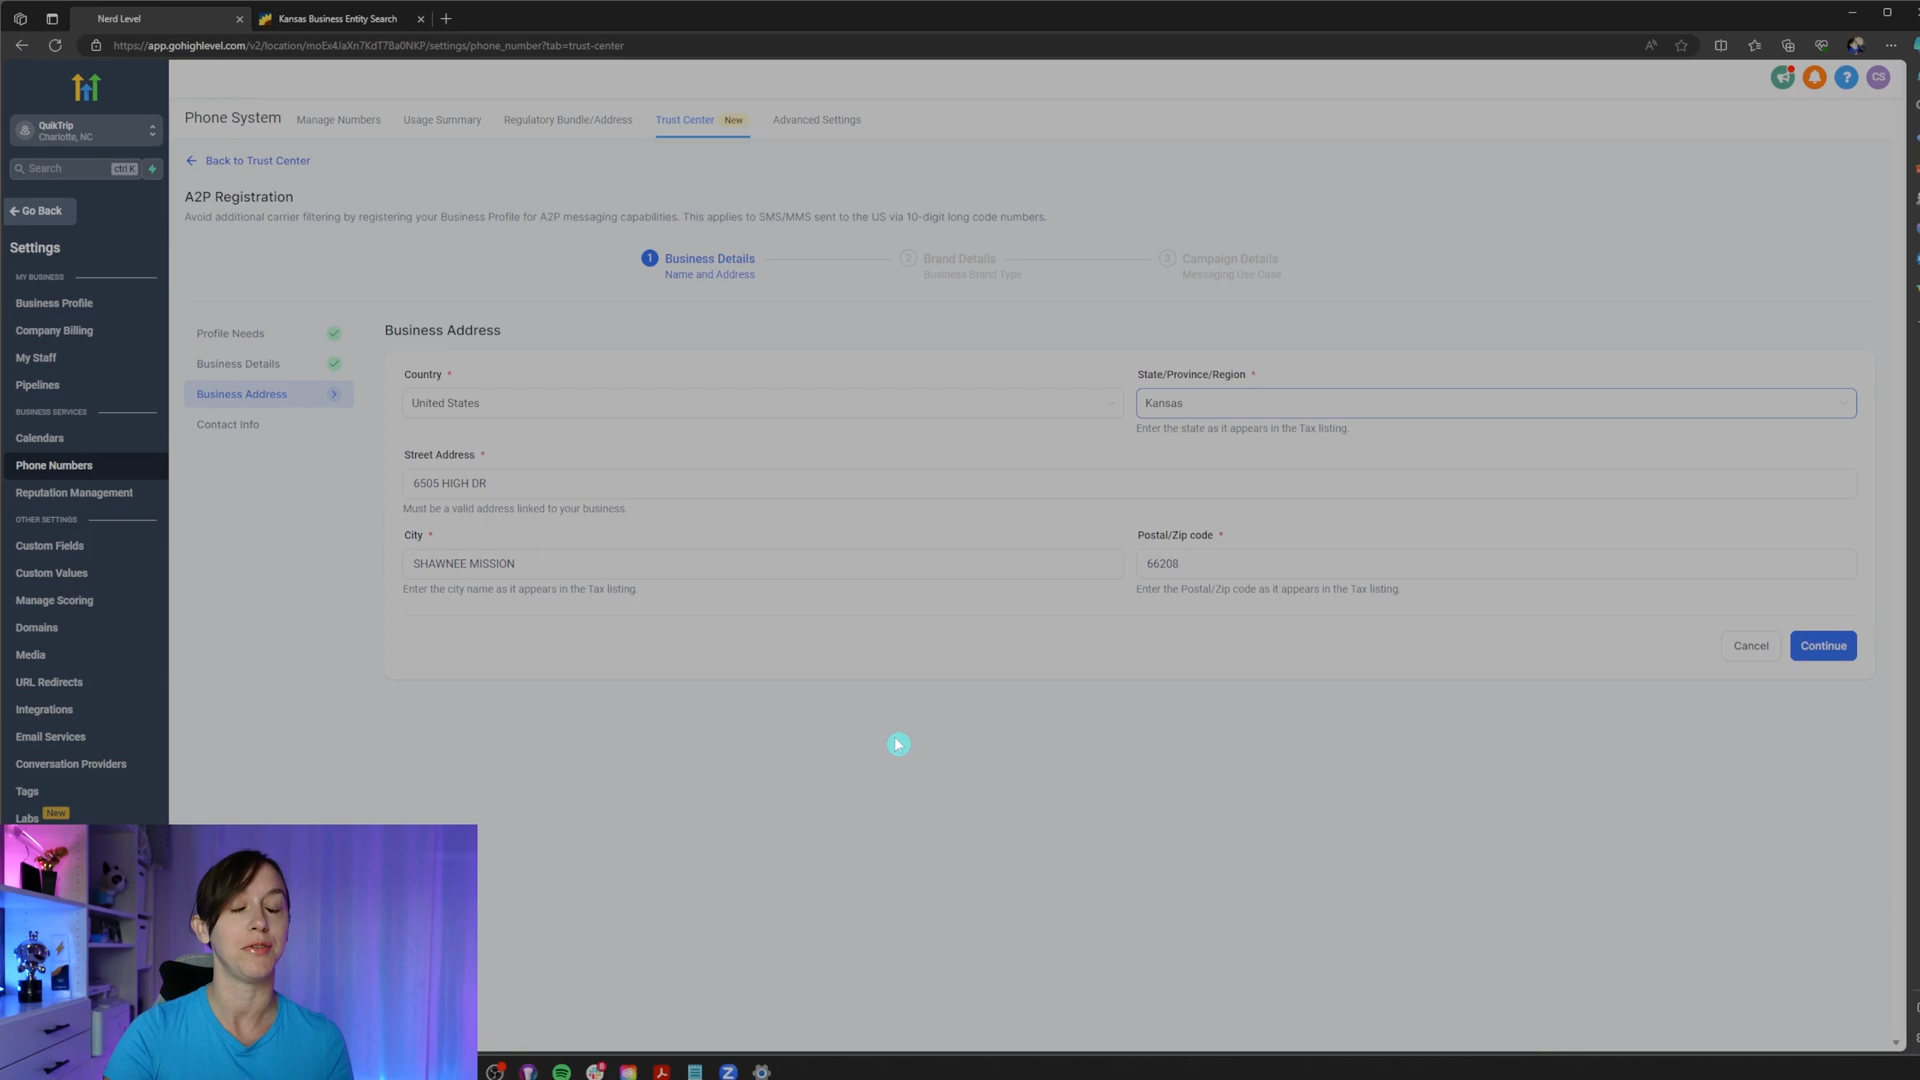 Nerd Level
Kansas Business Entity Search
https://app.gohighlevel.com/v2/location/moEx4JaXn7KdT7Ba0NKP/settings/phone_number?tab=trust-center
CS
QuikTrip
Charlotte, NC
Search ctrl K
Go Back
Settings
MY BUSINESS
Business Profile
Company Billing
My Staff
Pipelines
BUSINESS SERVICES
Calendars
Phone Numbers
Reputation Management
OTHER SETTINGS
Custom Fields
Custom Values
Manage Scoring
Domains
Media
URL Redirects
Integrations
Email Services
Conversation Providers
Tags
Labs New
Phone System Manage Numbers Usage Summary Regulatory Bundle/Address Trust Center New Advanced Settings
Back to Trust Center
A2P Registration
Avoid additional carrier filtering by registering your Business Profile for A2P messaging capabilities. This applies to SMS/MMS sent to the US via 10-digit long code numbers.
1 Business Details 2 Brand Details 3 Campaign Details
Name and Address Business Brand Type Messaging Use Case
Profile Needs
Business Details
Business Address
Contact Info
Business Address
Country * State/Province/Region *
United States Kansas
Enter the state as it appears in the Tax listing.
Street Address *
6505 HIGH DR
Must be a valid address linked to your business.
City * Postal/Zip code *
SHAWNEE MISSION 66208
Enter the city name as it appears in the Tax listing. Enter the Postal/Zip code as it appears in the Tax listing.
Cancel Continue